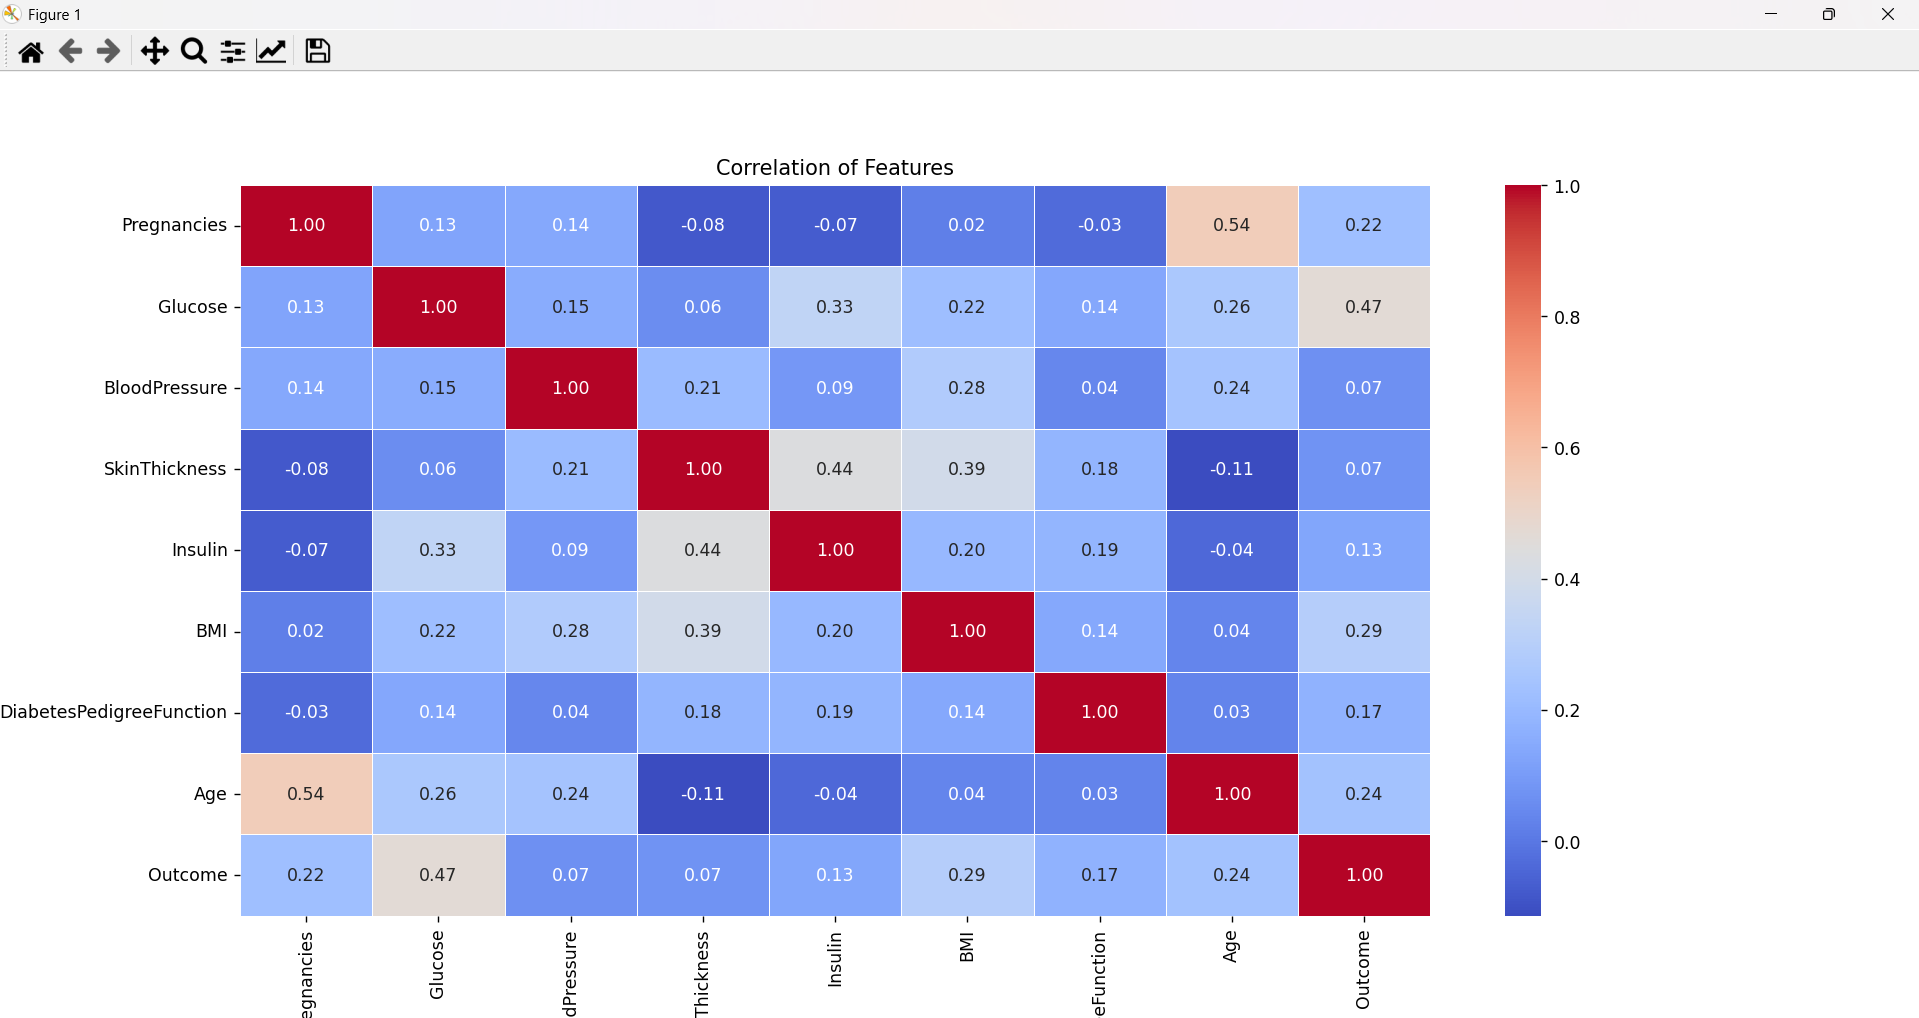 Figure 1
Correlation of Features
Pregnancies 1.00 0.13 0.14 -0.08 -0.07 0.02 -0.03 0.54 0.22
Glucose 0.13 1.00 0.15 0.06 0.33 0.22 0.14 0.26 0.47
BloodPressure 0.14 0.15 1.00 0.21 0.09 0.28 0.04 0.24 0.07
SkinThickness -0.08 0.06 0.21 1.00 0.44 0.39 0.18 -0.11 0.07
Insulin -0.07 0.33 0.09 0.44 1.00 0.20 0.19 -0.04 0.13
BMI 0.02 0.22 0.28 0.39 0.20 1.00 0.14 0.04 0.29
DiabetesPedigreeFunction -0.03 0.14 0.04 0.18 0.19 0.14 1.00 0.03 0.17
Age 0.54 0.26 0.24 -0.11 -0.04 0.04 0.03 1.00 0.24
Outcome 0.22 0.47 0.07 0.07 0.13 0.29 0.17 0.24 1.00
egnancies
Glucose
dPressure
Thickness
Insulin
BMI
eFunction
Age
Outcome
1.0
0.8
0.6
0.4
0.2
0.0